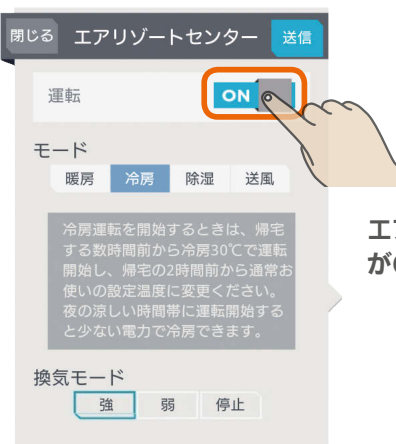 閉じる エアリゾートセンター 送信
運転 ON
モード
暖房 冷房 除湿 送風
冷房運転を開始するときは、帰宅
する数時間前から冷房30℃で運転
開始し、帰宅の2時間前から通常お
使いの設定温度に変更ください。
夜の涼しい時間帯に運転開始する
と少ない電力で冷房できます。
換気モード
強 弱 停止
エ
が